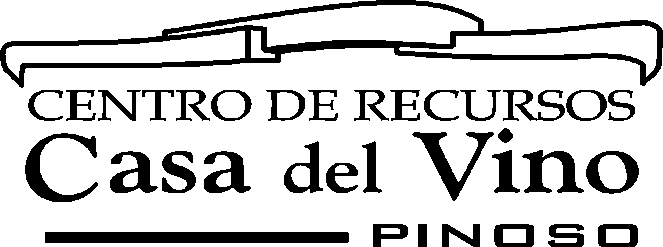 CENTRO DE RECURSOS
Casa del Vino
PINOSO